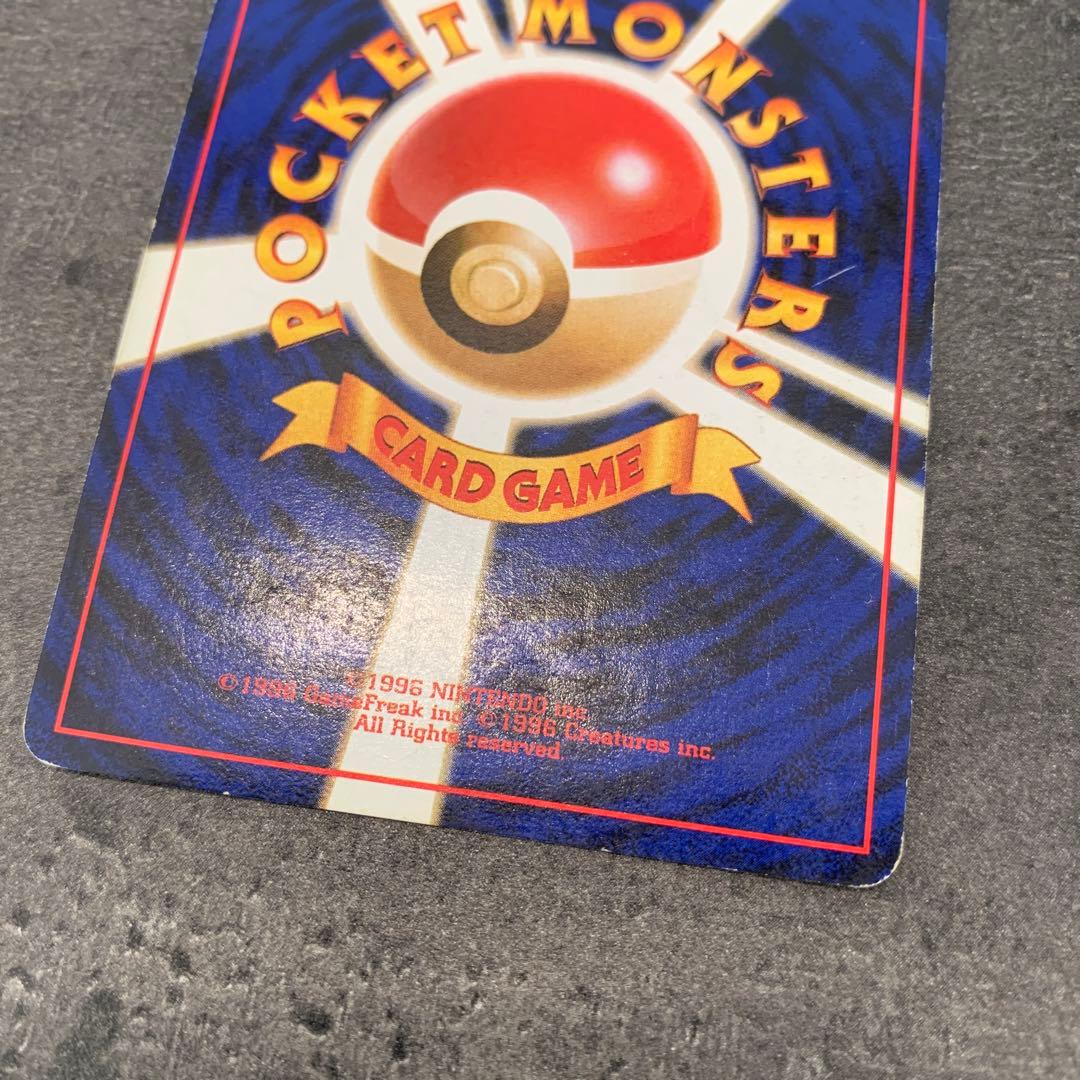 POCKET MONSTERS
CARD GAME
©1996 NINTENDO inc.
©1996 GameFreak inc. ©1996 Creatures inc.
All Rights reserved.